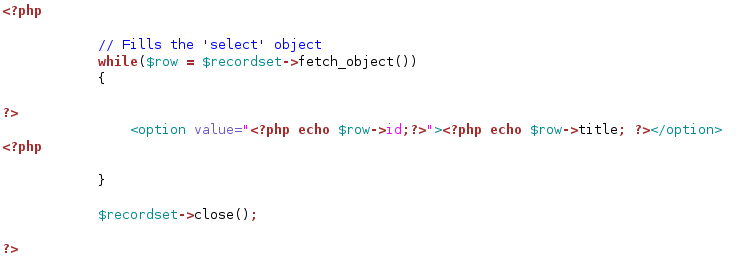 <?php
// Fills the 'select' object
while($row = $recordset->fetch_object())
{
?>
<option value="<?php echo $row->id;?>"><?php echo $row->title; ?></option>
<?php
}
$recordset->close();
?>